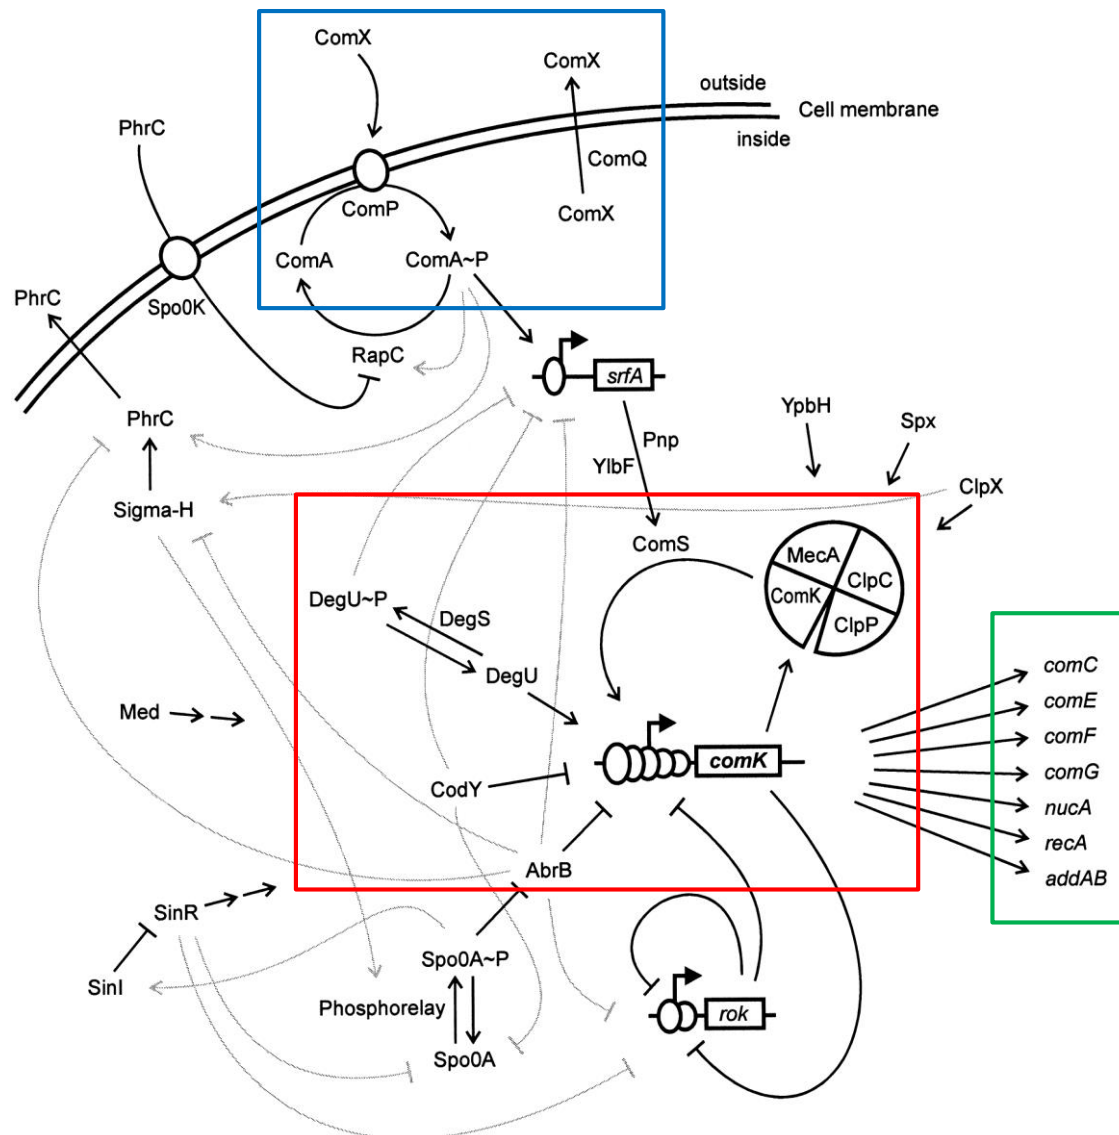 ComX
ComX
outside
Cell membrane
inside
PhrC
ComQ
ComP
ComX
ComA
ComA~P
PhrC
Spo0K
RapC
srfA
PhrC
YpbH
Spx
Pnp
YlbF
ClpX
Sigma-H
ComS
MecA
ClpC
ComK
ClpP
DegU~P
DegS
DegU
comC
comE
comF
comG
nucA
recA
addAB
Med
comK
CodY
AbrB
SinR
Spo0A~P
SinI
Phosphorelay
rok
Spo0A